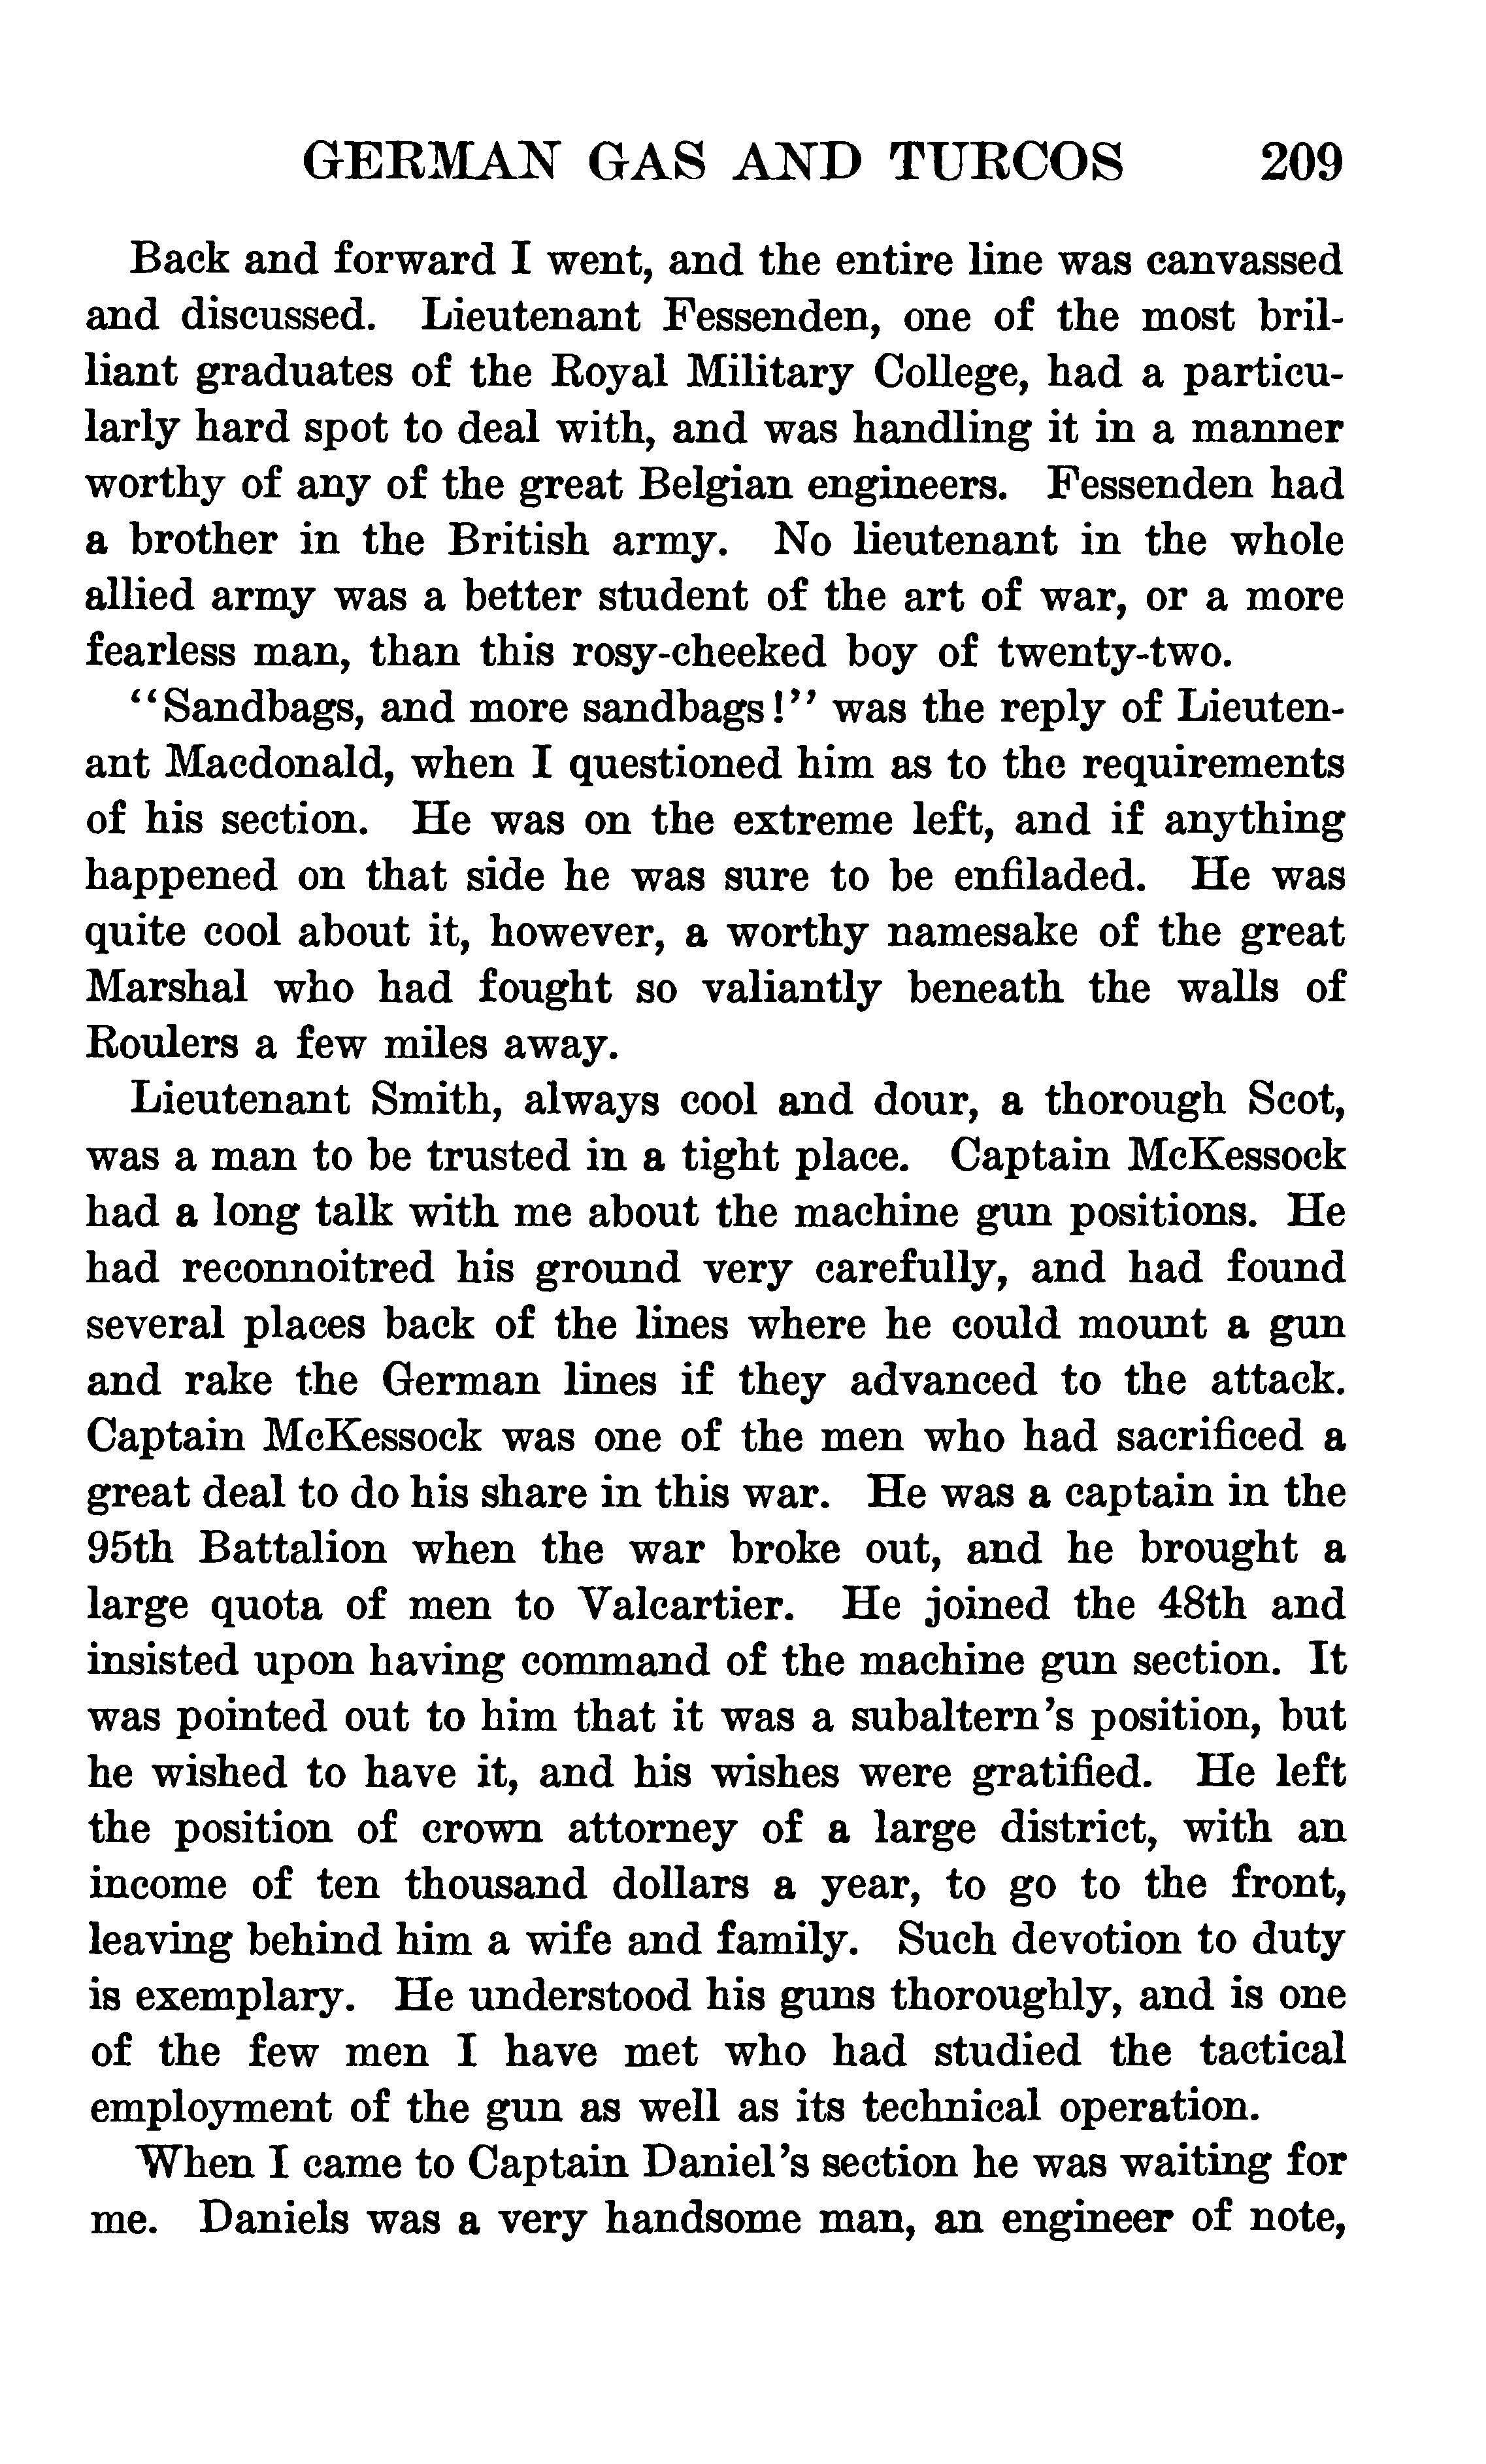 GERMAN GAS AND TURCOS 209
Back and forward I went, and the entire line was canvassed
and discussed. Lieutenant Fessenden, one of the most bril-
liant graduates of the Royal Military College, had a particu-
larly hard spot to deal with, and was handling it in a manner
worthy of any of the great Belgian engineers. Fessenden had
a brother in the British army. No lieutenant in the whole
allied army was a better student of the art of war, or a more
fearless man, than this rosy-cheeked boy of twenty-two.
“Sandbags, and more sandbags!” was the reply of Lieuten-
ant Macdonald, when I questioned him as to the requirements
of his section. He was on the extreme left, and if anything
happened on that side he was sure to be enfiladed. He was
quite cool about it, however, a worthy namesake of the great
Marshal who had fought so valiantly beneath the walls of
Roulers a few miles away.
Lieutenant Smith, always cool and dour, a thorough Scot,
was a man to be trusted in a tight place. Captain McKessock
had a long talk with me about the machine gun positions. He
had reconnoitred his ground very carefully, and had found
several places back of the lines where he could mount a gun
and rake the German lines if they advanced to the attack.
Captain McKessock was one of the men who had sacrificed a
great deal to do his share in this war. He was a captain in the
95th Battalion when the war broke out, and he brought a
large quota of men to Valcartier. He joined the 48th and
insisted upon having command of the machine gun section. It
was pointed out to him that it was a subaltern’s position, but
he wished to have it, and his wishes were gratified. He left
the position of crown attorney of a large district, with an
income of ten thousand dollars a year, to go to the front,
leaving behind him a wife and family. Such devotion to duty
is exemplary. He understood his guns thoroughly, and is one
of the few men I have met who had studied the tactical
employment of the gun as well as its technical operation.
When I came to Captain Daniel’s section he was waiting for
me. Daniels was a very handsome man, an engineer of note,